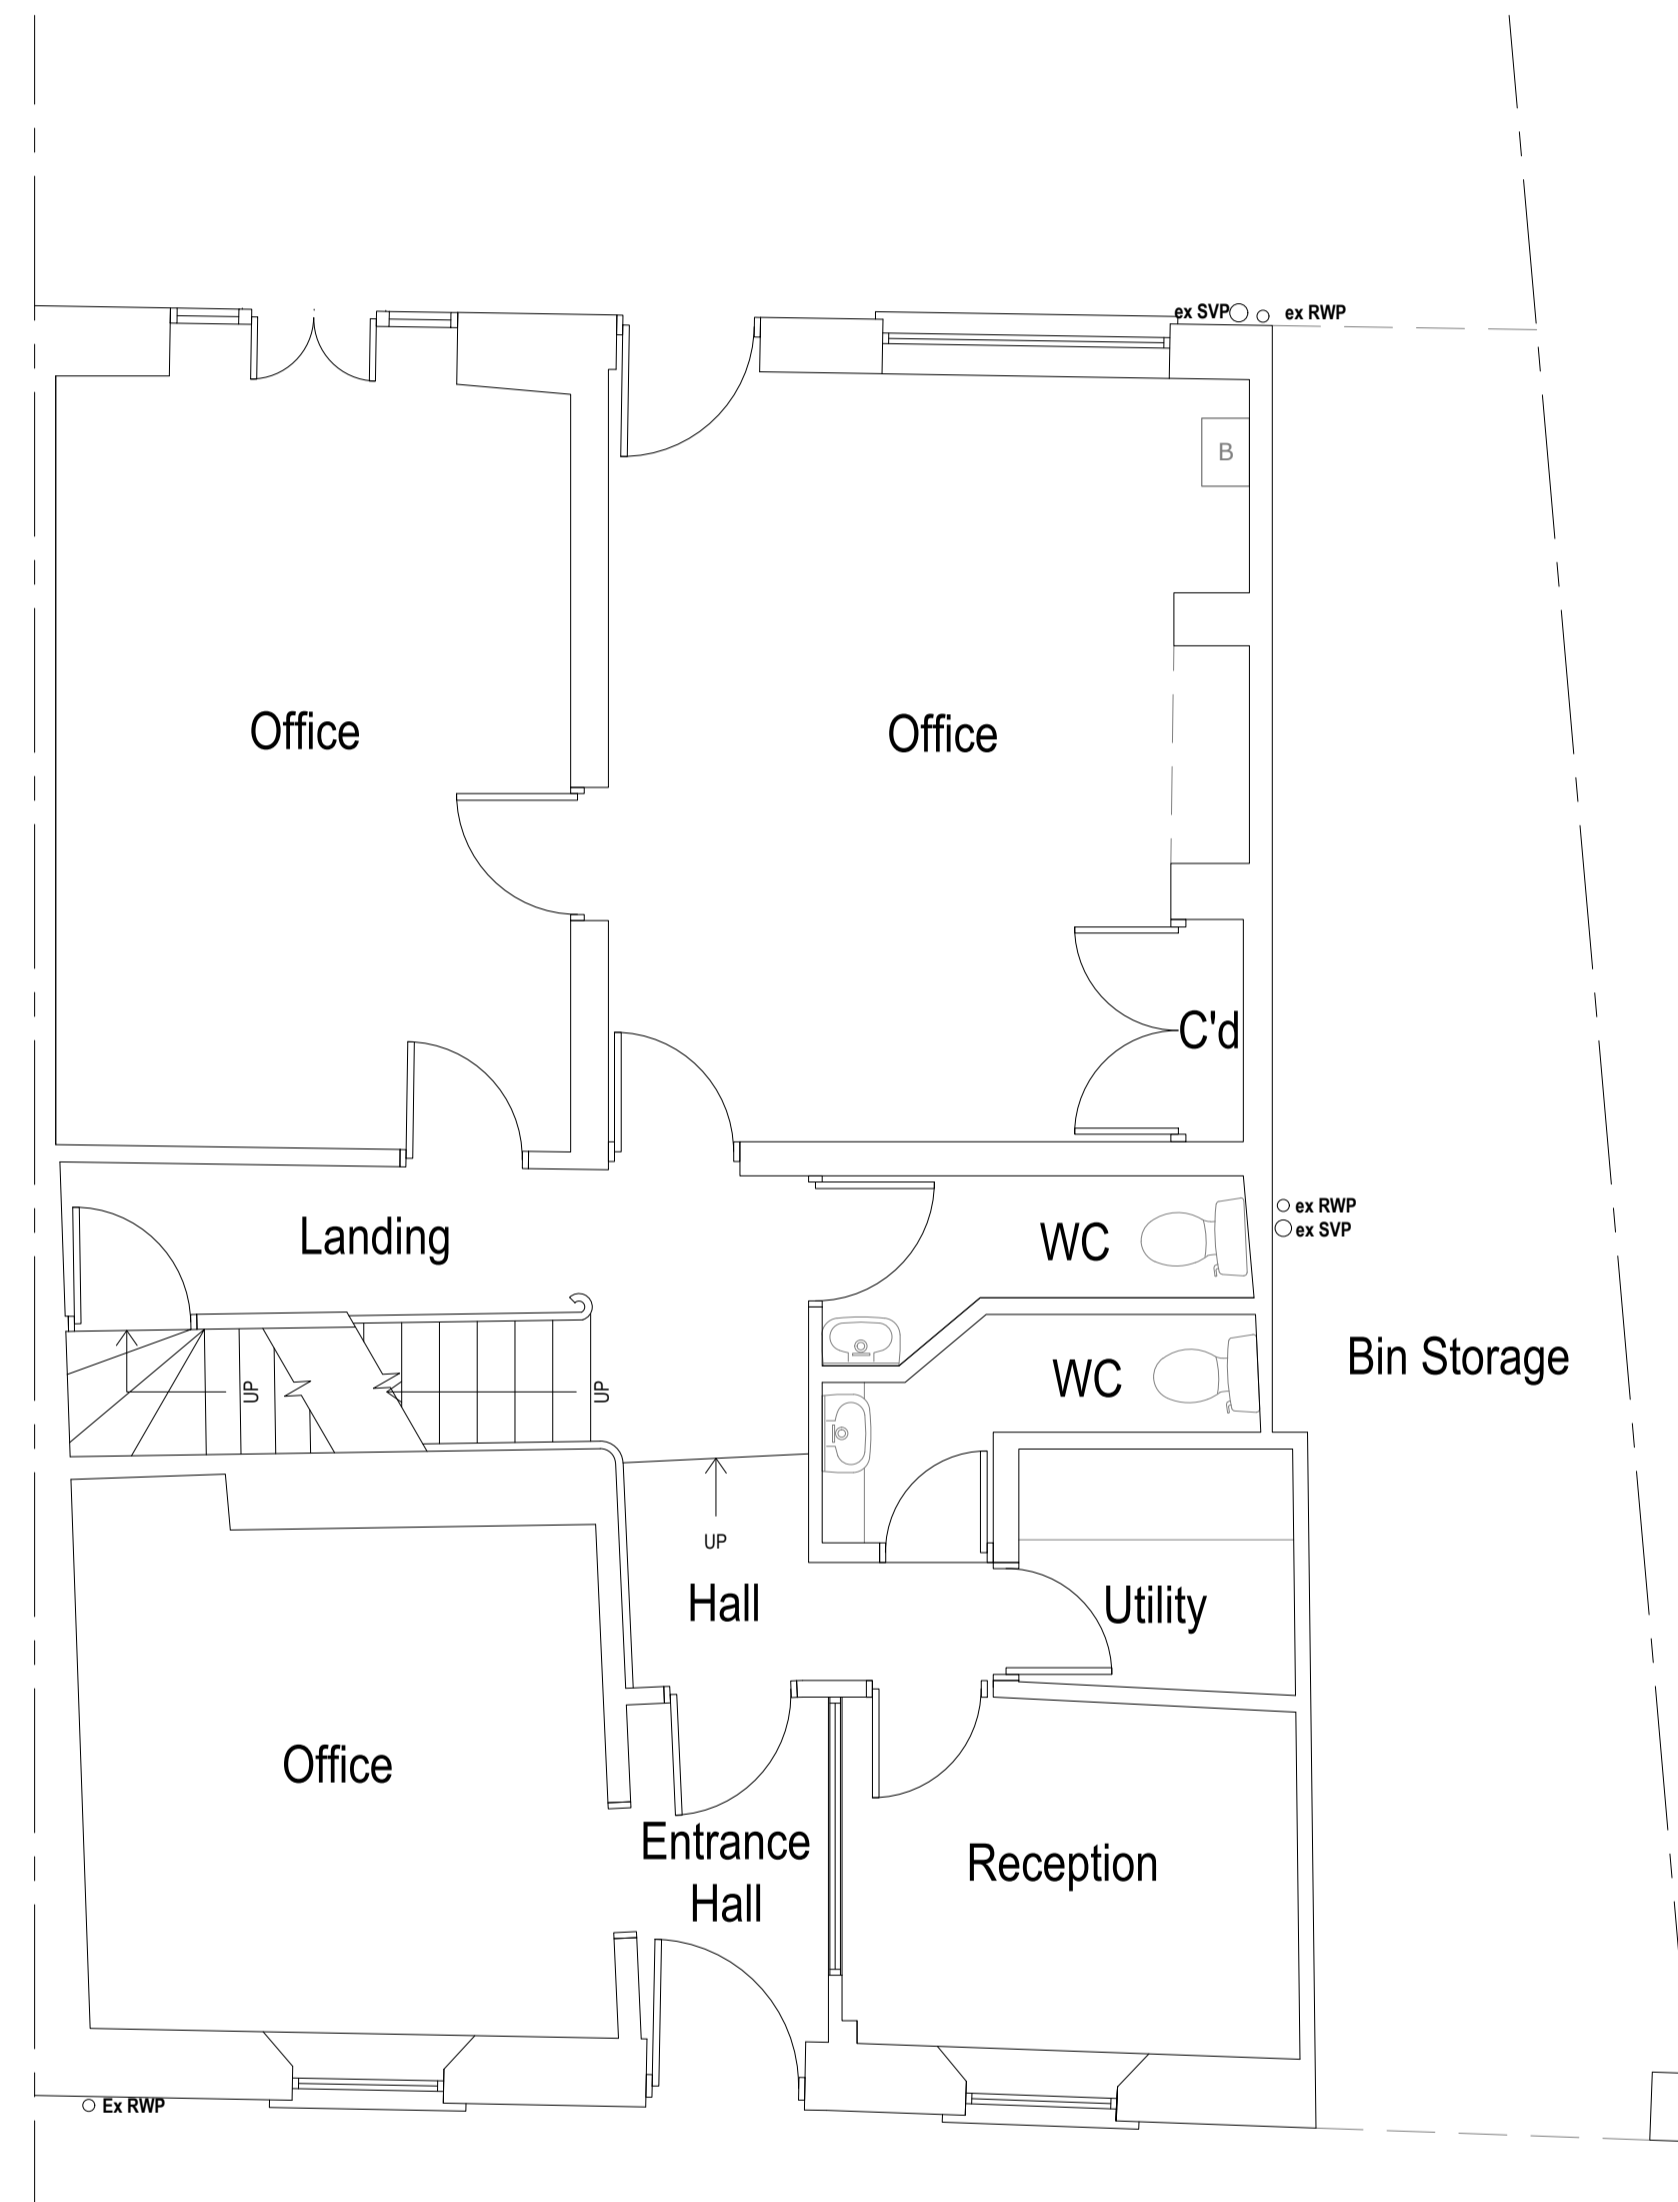 ex SVP
ex RWP
B
Office
Office
C'd
ex RWP
ex SVP
Landing
WC
WC
Bin Storage
UP
UP
UP
Hall
Utility
Office
Entrance
Hall
Reception
Ex RWP